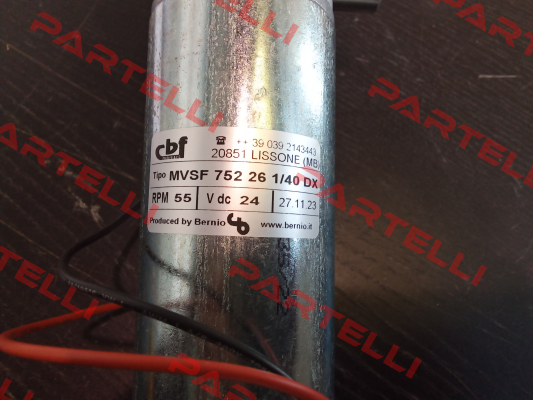 PARTELLI
PARTELLI
PARTELLI
cbf
☎ ++ 39 039 2143443
20851 LISSONE (MB)
Tipo MVSF 752 26 1/40 DX
RPM 55 V dc 24 27.11.23
Produced by Bernio cb www.bernio.it
PARTELLI
PARTELLI
PARTELLI